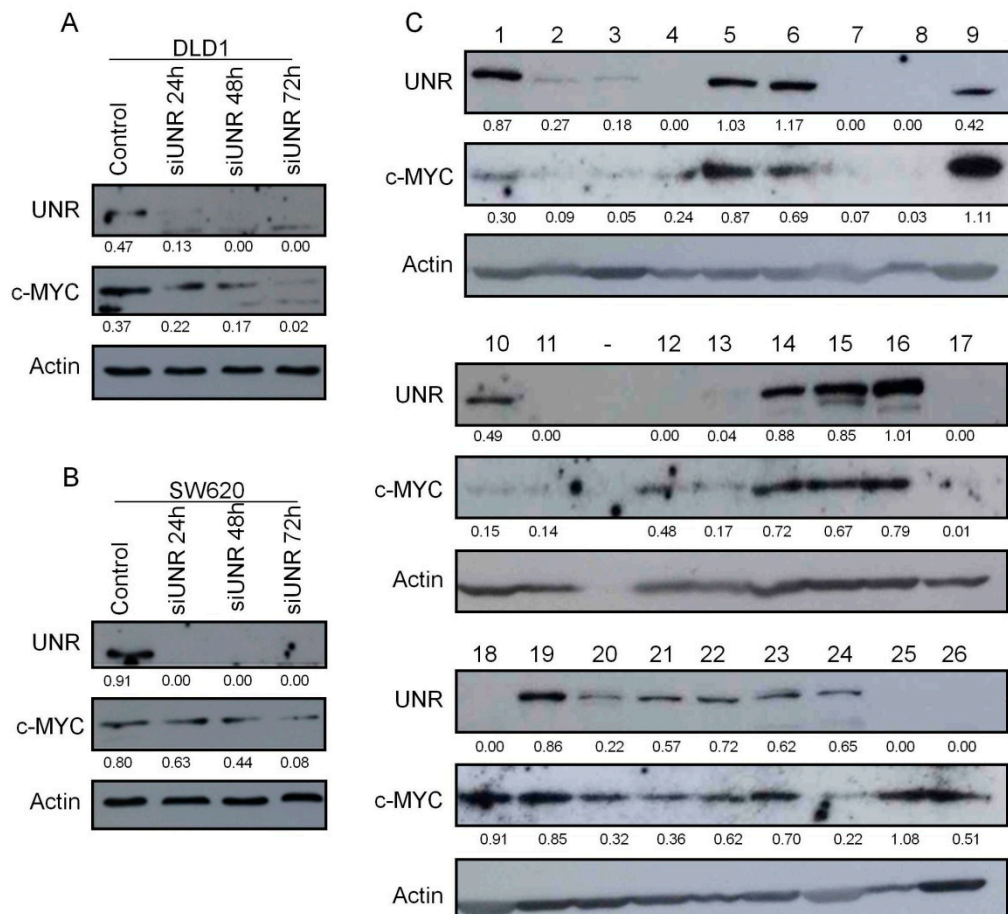 A
DLD1
Control
siUNR 24h
siUNR 48h
siUNR 72h
UNR
0.47 0.13 0.00 0.00
c-MYC
0.37 0.22 0.17 0.02
Actin
B
SW620
Control
siUNR 24h
siUNR 48h
siUNR 72h
UNR
0.91 0.00 0.00 0.00
c-MYC
0.80 0.63 0.44 0.08
Actin
C
1 2 3 4 5 6 7 8 9
UNR
0.87 0.27 0.18 0.00 1.03 1.17 0.00 0.00 0.42
c-MYC
0.30 0.09 0.05 0.24 0.87 0.69 0.07 0.03 1.11
Actin
10 11 - 12 13 14 15 16 17
UNR
0.49 0.00 0.00 0.04 0.88 0.85 1.01 0.00
c-MYC
0.15 0.14 0.48 0.17 0.72 0.67 0.79 0.01
Actin
18 19 20 21 22 23 24 25 26
UNR
0.00 0.86 0.22 0.57 0.72 0.62 0.65 0.00 0.00
c-MYC
0.91 0.85 0.32 0.36 0.62 0.70 0.22 1.08 0.51
Actin